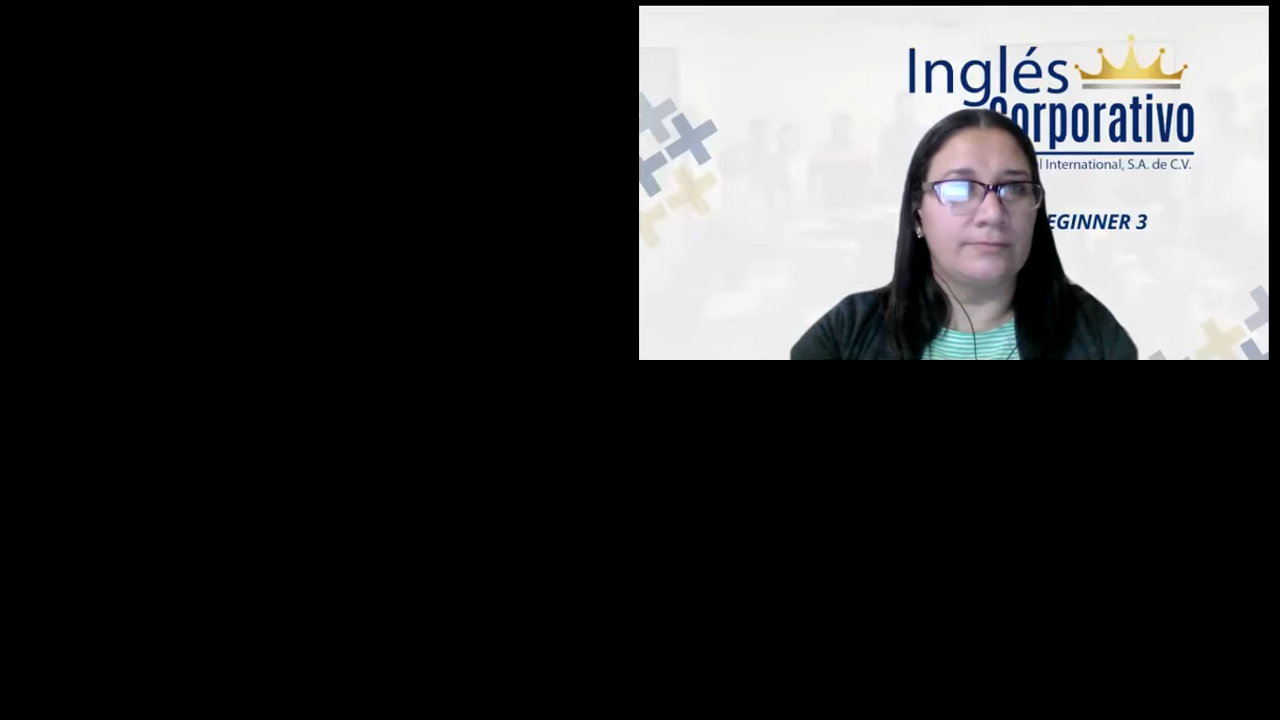 Inglés
Corporativo
l International, S.A. de C.V.
EGINNER 3